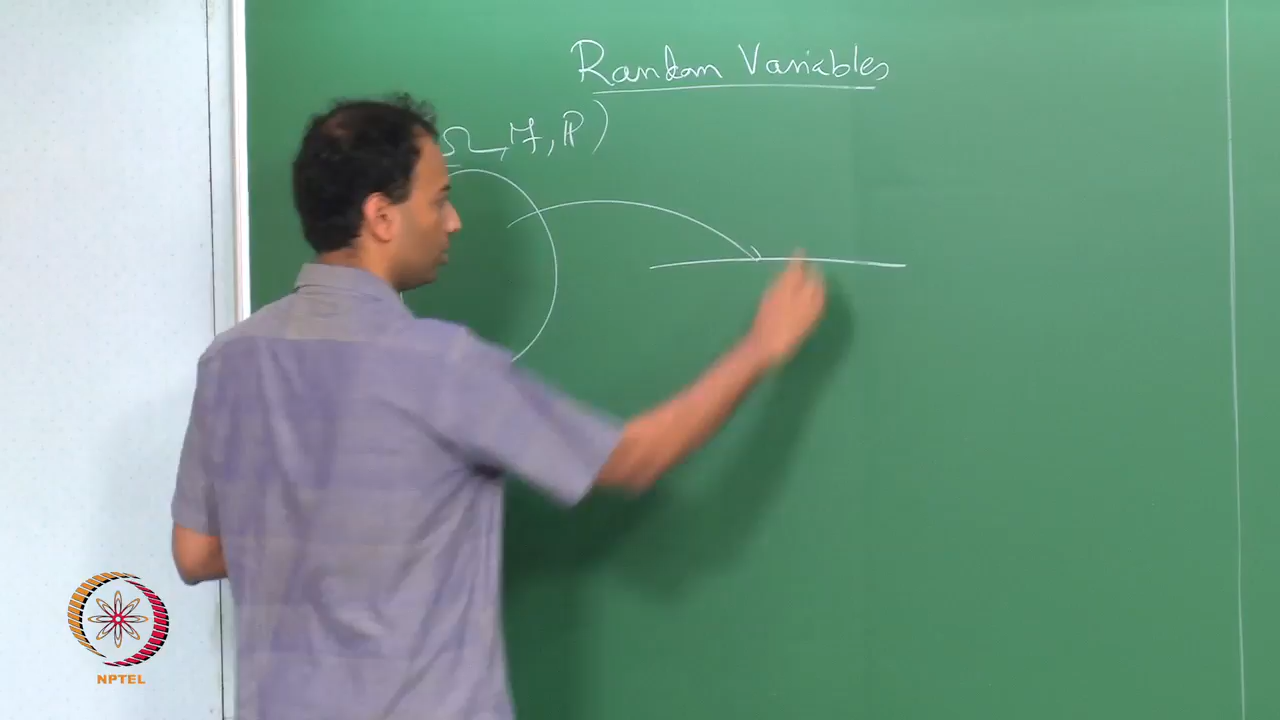 Random Variables
Ω, ℱ, ℙ)
NPTEL